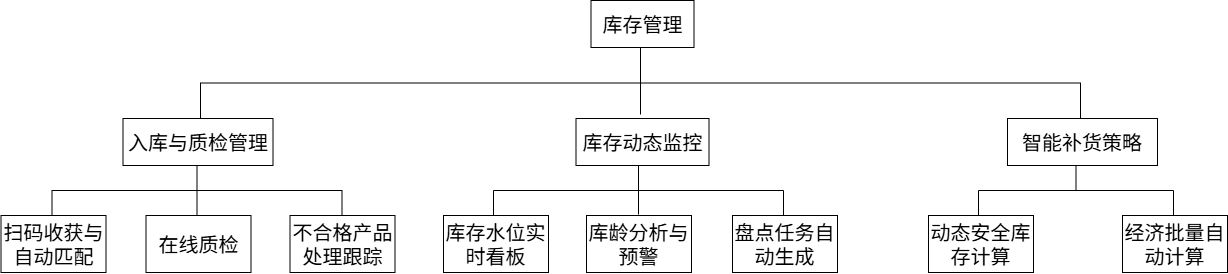 库存管理
入库与质检管理
库存动态监控
智能补货策略
扫码收获与
自动匹配
在线质检
不合格产品
处理跟踪
库存水位实
时看板
库龄分析与
预警
盘点任务自
动生成
动态安全库
存计算
经济批量自
动计算